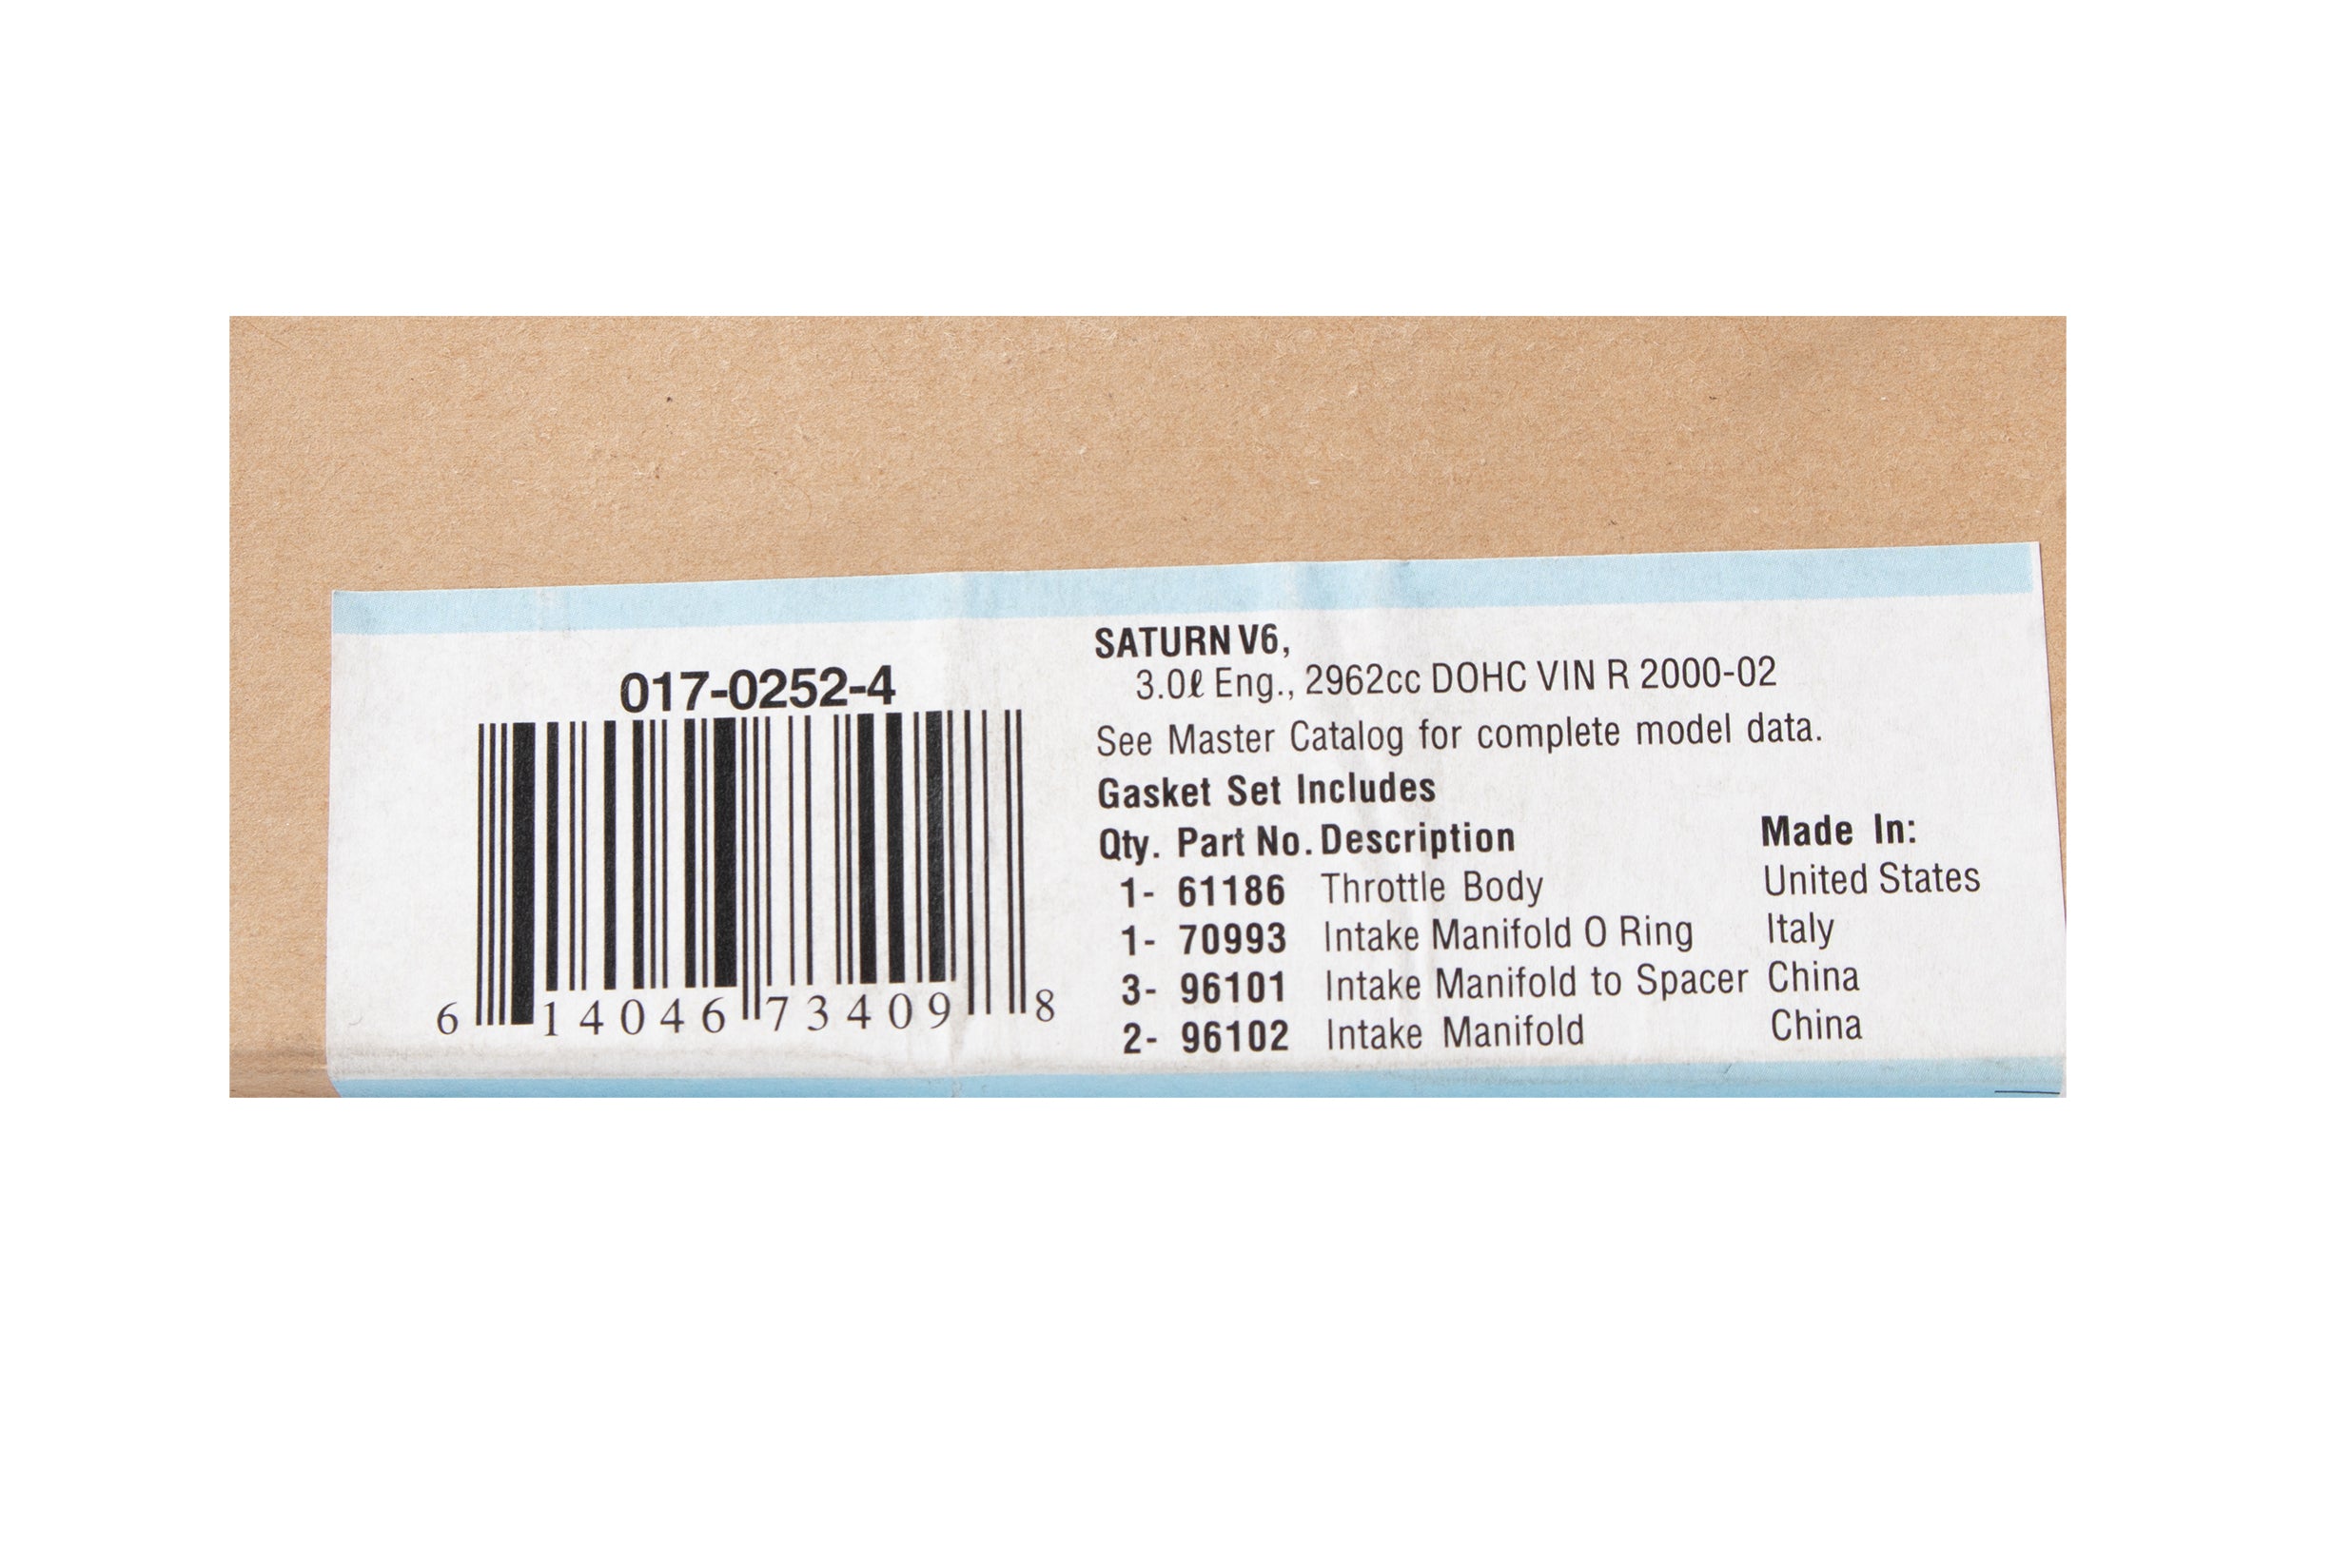 017-0252-4
6 14046 73409 8
SATURN V6,
3.0ℓ Eng., 2962cc DOHC VIN R 2000-02
See Master Catalog for complete model data.
Gasket Set Includes
Qty. Part No. Description Made In:
1- 61186 Throttle Body United States
1- 70993 Intake Manifold O Ring Italy
3- 96101 Intake Manifold to Spacer China
2- 96102 Intake Manifold China